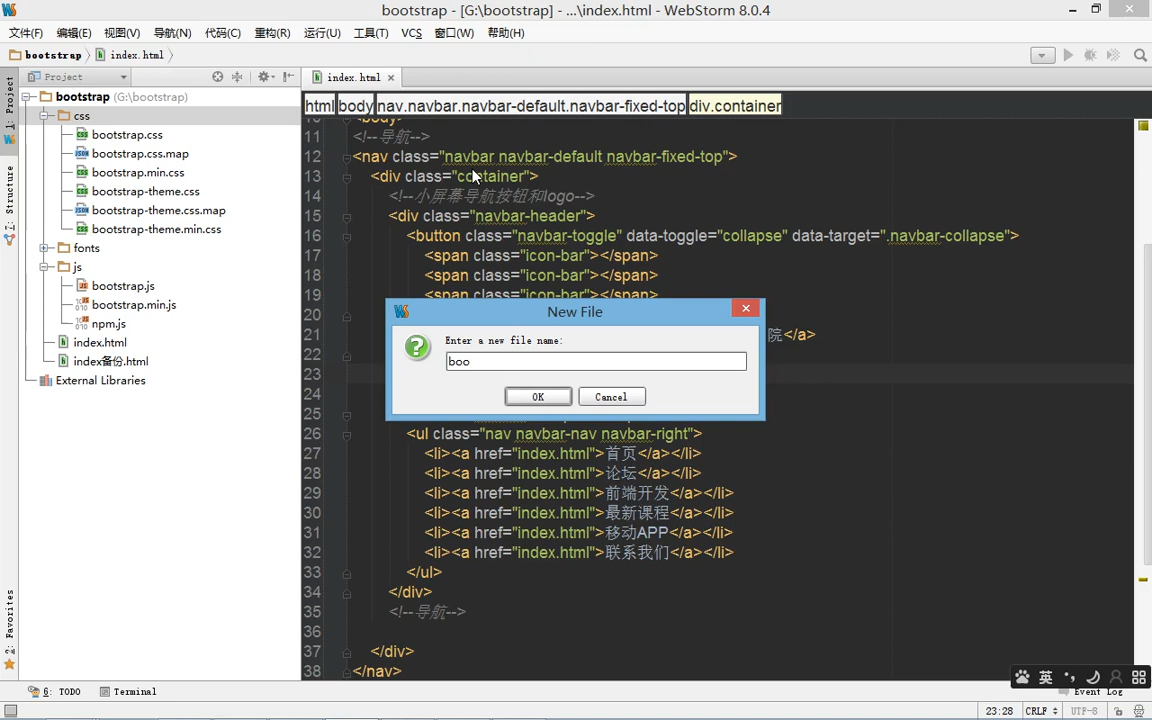 bootstrap - [G:\bootstrap] - ...\index.html - WebStorm 8.0.4
文件(F) 编辑(E) 视图(V) 导航(N) 代码(C) 重构(R) 运行(U) 工具(T) VCS 窗口(W) 帮助(H)
bootstrap index.html
Project
index.html
1: Project
7: Structure
2: Favorites
bootstrap (G:\bootstrap)
css
bootstrap.css
bootstrap.css.map
bootstrap.min.css
bootstrap-theme.css
bootstrap-theme.css.map
bootstrap-theme.min.css
fonts
js
bootstrap.js
bootstrap.min.js
npm.js
index.html
index备份.html
External Libraries
html body nav.navbar.navbar-default.navbar-fixed-top div.container
<body>
11 <!--导航-->
12 <nav class="navbar navbar-default navbar-fixed-top">
13 <div class="container">
14 <!--小屏幕导航按钮和logo-->
15 <div class="navbar-header">
16 <button class="navbar-toggle" data-toggle="collapse" data-target=".navbar-collapse">
17 <span class="icon-bar"></span>
18 <span class="icon-bar"></span>
19 <span class="icon-bar"></span>
20
21 院</a>
22
23
24
25
26 <ul class="nav navbar-nav navbar-right">
27 <li><a href="index.html">首页</a></li>
28 <li><a href="index.html">论坛</a></li>
29 <li><a href="index.html">前端开发</a></li>
30 <li><a href="index.html">最新课程</a></li>
31 <li><a href="index.html">移动APP</a></li>
32 <li><a href="index.html">联系我们</a></li>
33 </ul>
34 </div>
35 <!--导航-->
36
37 </div>
38 </nav>
New File
Enter a new file name:
boo
OK Cancel
英
6: TODO Terminal Event Log
23:28 CRLF UTF-8